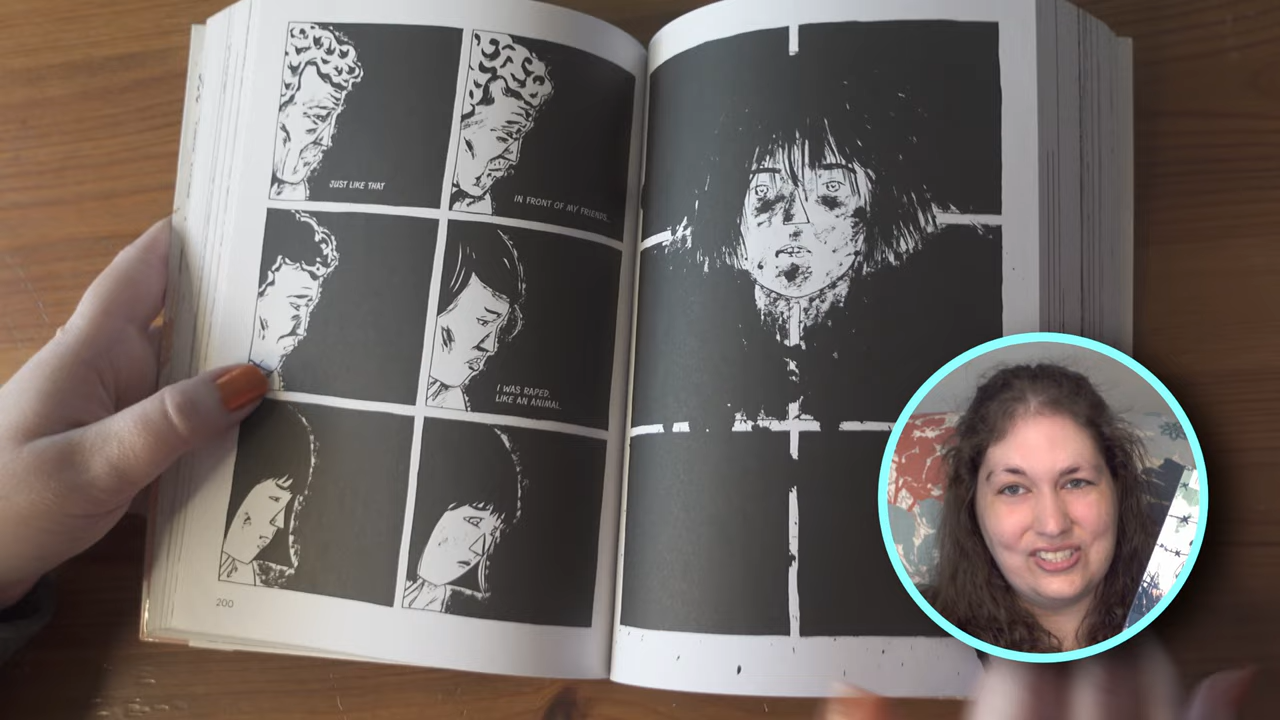 JUST LIKE THAT
IN FRONT OF MY FRIENDS...
I WAS RAPED.
LIKE AN ANIMAL.
200